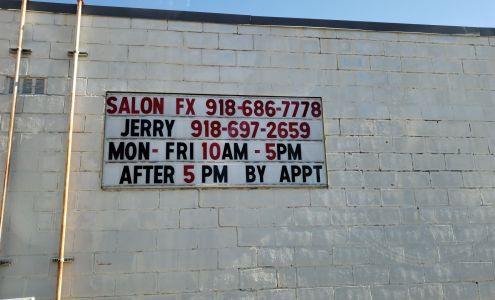 SALON FX 918-686-7778
JERRY 918-697-2659
MON- FRI 10AM - 5PM
AFTER 5 PM BY APPT